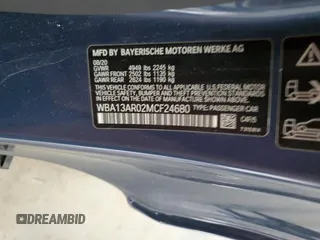 MFD BY BAYERISCHE MOTOREN WERKE AG
08/20
GVWR 4949 lbs 2245 kg
GAWR FRONT 2502 lbs 1135 kg
GAWR REAR 2624 lbs 1190 kg
THIS VEHICLE CONFORMS TO ALL APPLICABLE U.S. FEDERAL MOTOR
VEHICLE SAFETY, BUMPER, AND THEFT PREVENTION STANDARDS IN
EFFECT ON THE DATE OF MANUFACTURE SHOWN ABOVE.
WBA13AR02MCF24680
TYPE: PASSENGER CAR
DREAMBID